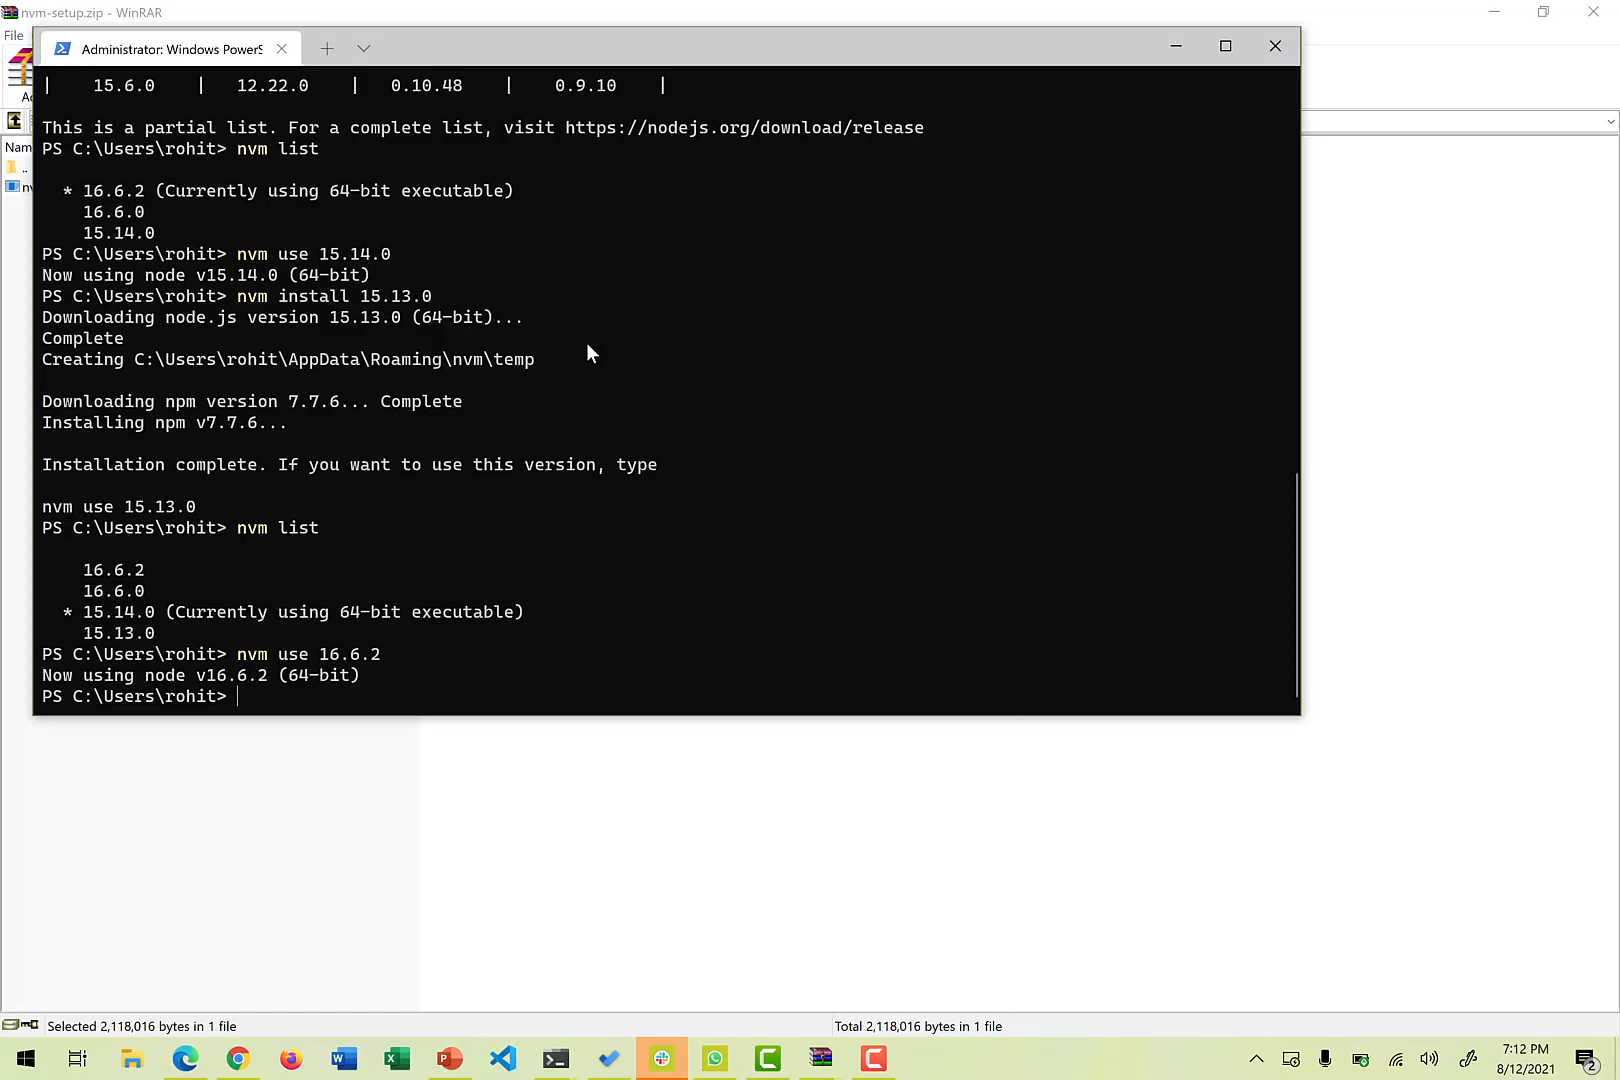 nvm-setup.zip - WinRAR
File
Administrator: Windows PowerS
| 15.6.0 | 12.22.0 | 0.10.48 | 0.9.10 |
This is a partial list. For a complete list, visit https://nodejs.org/download/release
PS C:\Users\rohit> nvm list
* 16.6.2 (Currently using 64-bit executable)
16.6.0
15.14.0
PS C:\Users\rohit> nvm use 15.14.0
Now using node v15.14.0 (64-bit)
PS C:\Users\rohit> nvm install 15.13.0
Downloading node.js version 15.13.0 (64-bit)...
Complete
Creating C:\Users\rohit\AppData\Roaming\nvm\temp
Downloading npm version 7.7.6... Complete
Installing npm v7.7.6...
Installation complete. If you want to use this version, type
nvm use 15.13.0
PS C:\Users\rohit> nvm list
16.6.2
16.6.0
* 15.14.0 (Currently using 64-bit executable)
15.13.0
PS C:\Users\rohit> nvm use 16.6.2
Now using node v16.6.2 (64-bit)
PS C:\Users\rohit>
Nam
..
nv
Selected 2,118,016 bytes in 1 file
Total 2,118,016 bytes in 1 file
7:12 PM
8/12/2021
2